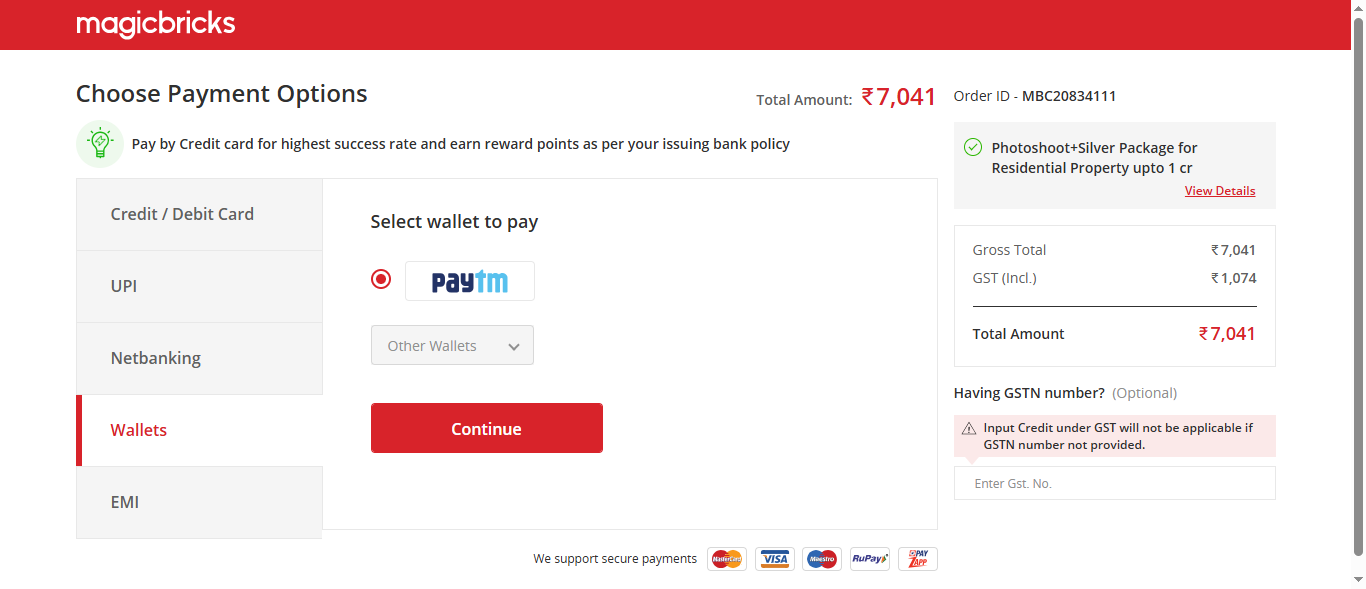 magicbricks
Choose Payment Options
Total Amount: ₹7,041
Pay by Credit card for highest success rate and earn reward points as per your issuing bank policy
Credit / Debit Card
UPI
Netbanking
Wallets
EMI
Select wallet to pay
paytm
Other Wallets
Continue
We support secure payments
MasterCard
VISA
Maestro
RuPay
PAY
ZAPP
Order ID - MBC20834111
Photoshoot+Silver Package for
Residential Property upto 1 cr
View Details
Gross Total ₹7,041
GST (Incl.) ₹1,074
Total Amount ₹7,041
Having GSTN number? (Optional)
Input Credit under GST will not be applicable if
GSTN number not provided.
Enter Gst. No.